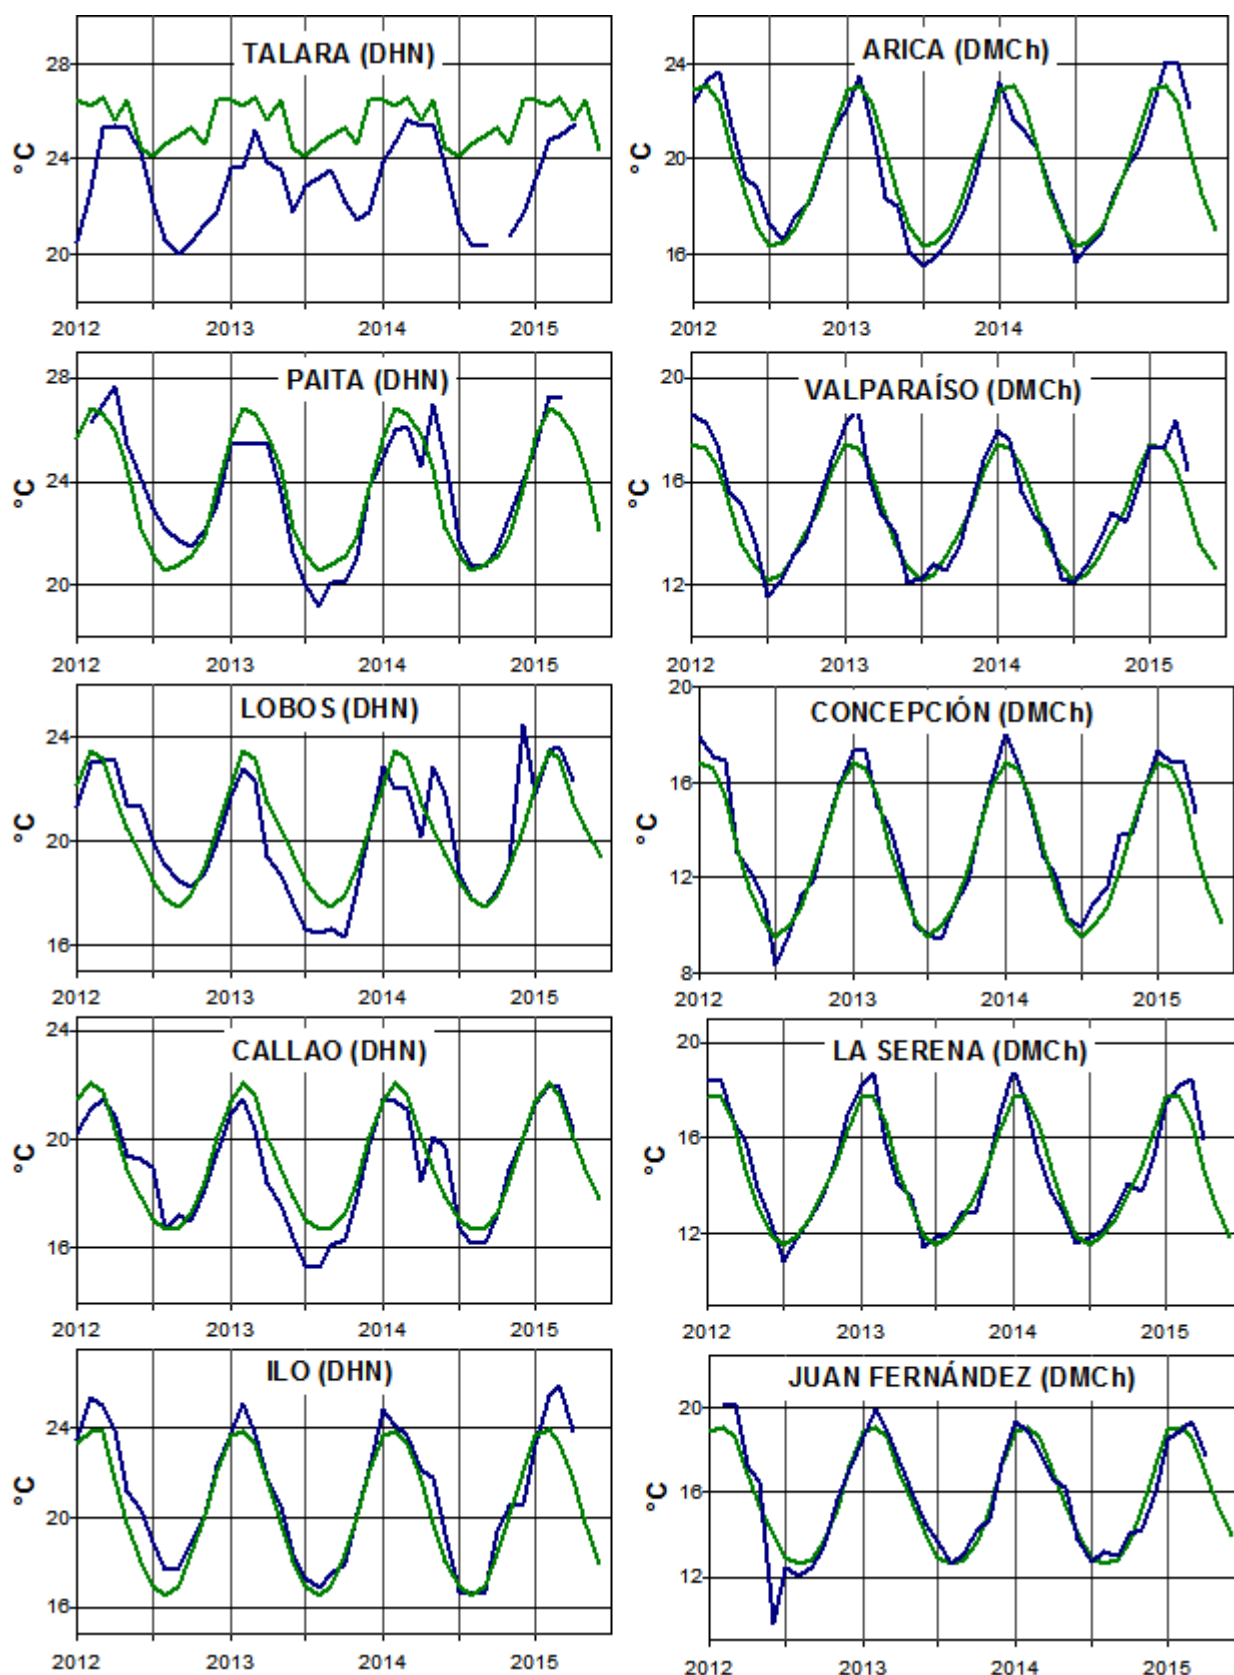 TALARA (DHN)
28
24
20
°C
2012 2013 2014 2015
ARICA (DMCh)
24
20
16
°C
2012 2013 2014
PAITA (DHN)
28
24
20
°C
2012 2013 2014 2015
VALPARAÍSO (DMCh)
20
16
12
°C
2012 2013 2014 2015
LOBOS (DHN)
24
20
16
°C
2012 2013 2014 2015
CONCEPCIÓN (DMCh)
20
16
12
8
°C
2012 2013 2014 2015
CALLAO (DHN)
24
20
16
°C
2012 2013 2014 2015
LA SERENA (DMCh)
20
16
12
°C
2012 2013 2014 2015
ILO (DHN)
24
20
16
°C
2012 2013 2014 2015
JUAN FERNÁNDEZ (DMCh)
20
16
12
°C
2012 2013 2014 2015